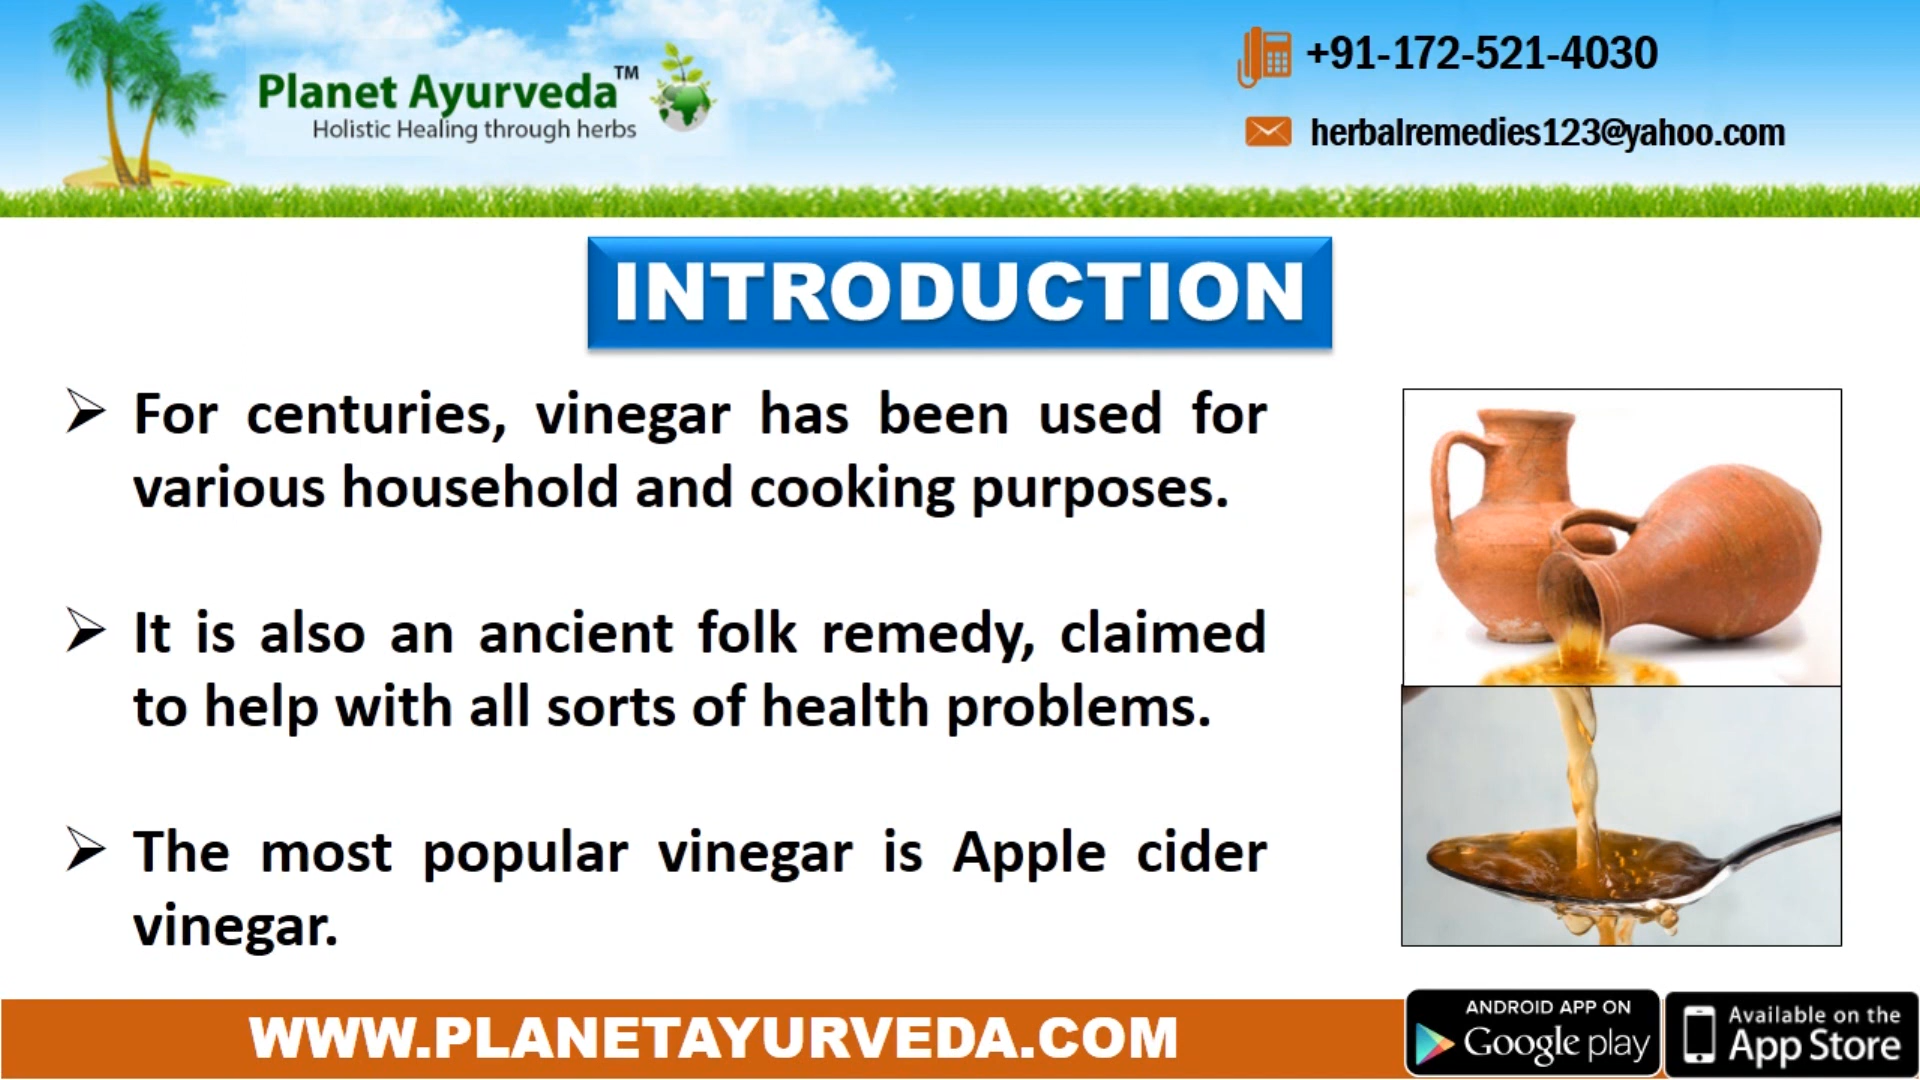 Planet Ayurveda™
Holistic Healing through herbs
+91-172-521-4030
herbalremedies123@yahoo.com
INTRODUCTION
➢ For centuries, vinegar has been used for
various household and cooking purposes.
➢ It is also an ancient folk remedy, claimed
to help with all sorts of health problems.
➢ The most popular vinegar is Apple cider
vinegar.
WWW.PLANETAYURVEDA.COM
ANDROID APP ON
Google play
Available on the
App Store